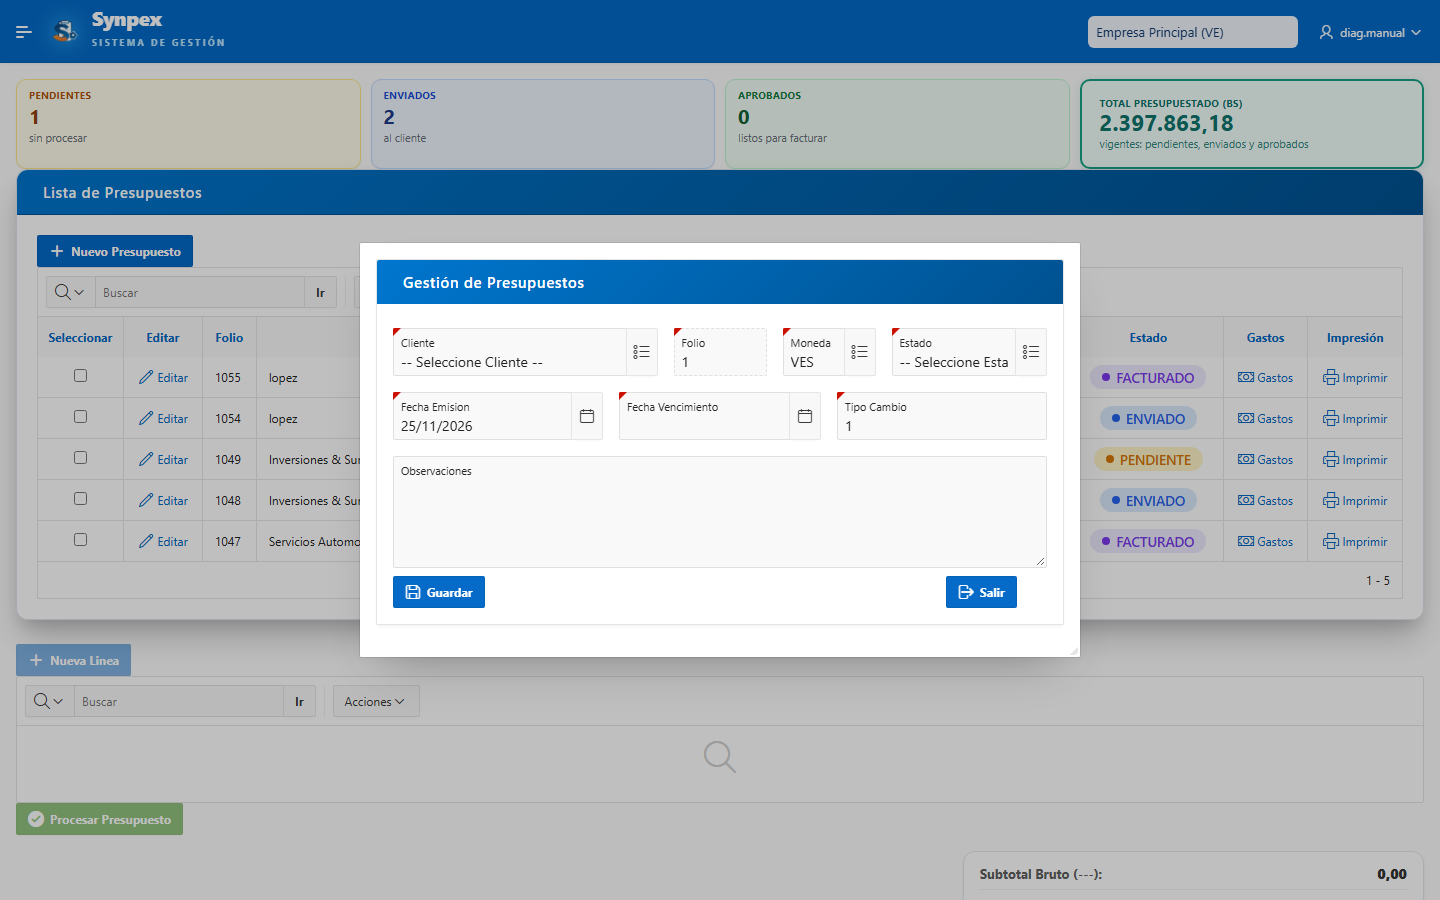 Synpex
SISTEMA DE GESTIÓN
Empresa Principal (VE)
diag.manual
PENDIENTES
1
sin procesar
ENVIADOS
2
al cliente
APROBADOS
0
listos para facturar
TOTAL PRESUPUESTADO (BS)
2.397.863,18
vigentes: pendientes, enviados y aprobados
Lista de Presupuestos
Nuevo Presupuesto
Buscar
Ir
Seleccionar Editar Folio Estado Gastos Impresión
Editar 1055 lopez FACTURADO Gastos Imprimir
Editar 1054 lopez ENVIADO Gastos Imprimir
Editar 1049 Inversiones & Su PENDIENTE Gastos Imprimir
Editar 1048 Inversiones & Su ENVIADO Gastos Imprimir
Editar 1047 Servicios Automo FACTURADO Gastos Imprimir
1 - 5
Gestión de Presupuestos
Cliente
-- Seleccione Cliente --
Folio
1
Moneda
VES
Estado
-- Seleccione Esta
Fecha Emision
25/11/2026
Fecha Vencimiento
Tipo Cambio
1
Observaciones
Guardar
Salir
Nueva Linea
Buscar
Ir
Acciones
Procesar Presupuesto
Subtotal Bruto (---): 0,00